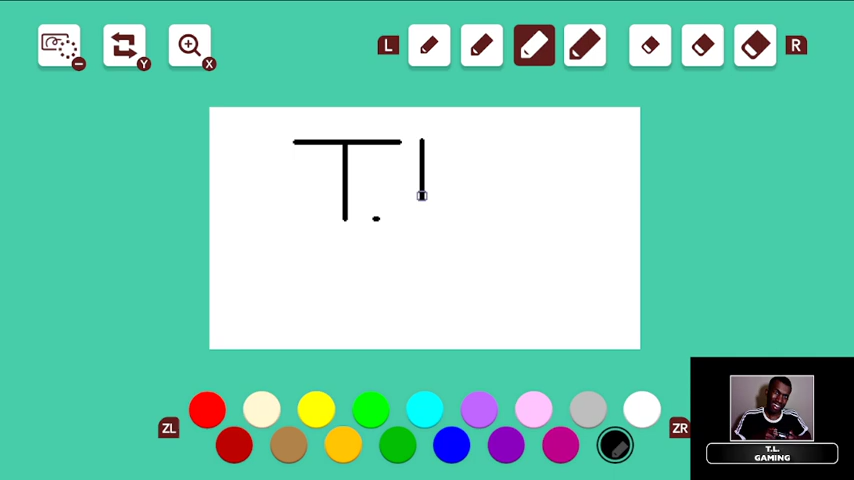 L R
Y X
T.
ZL ZR
T.L.
GAMING